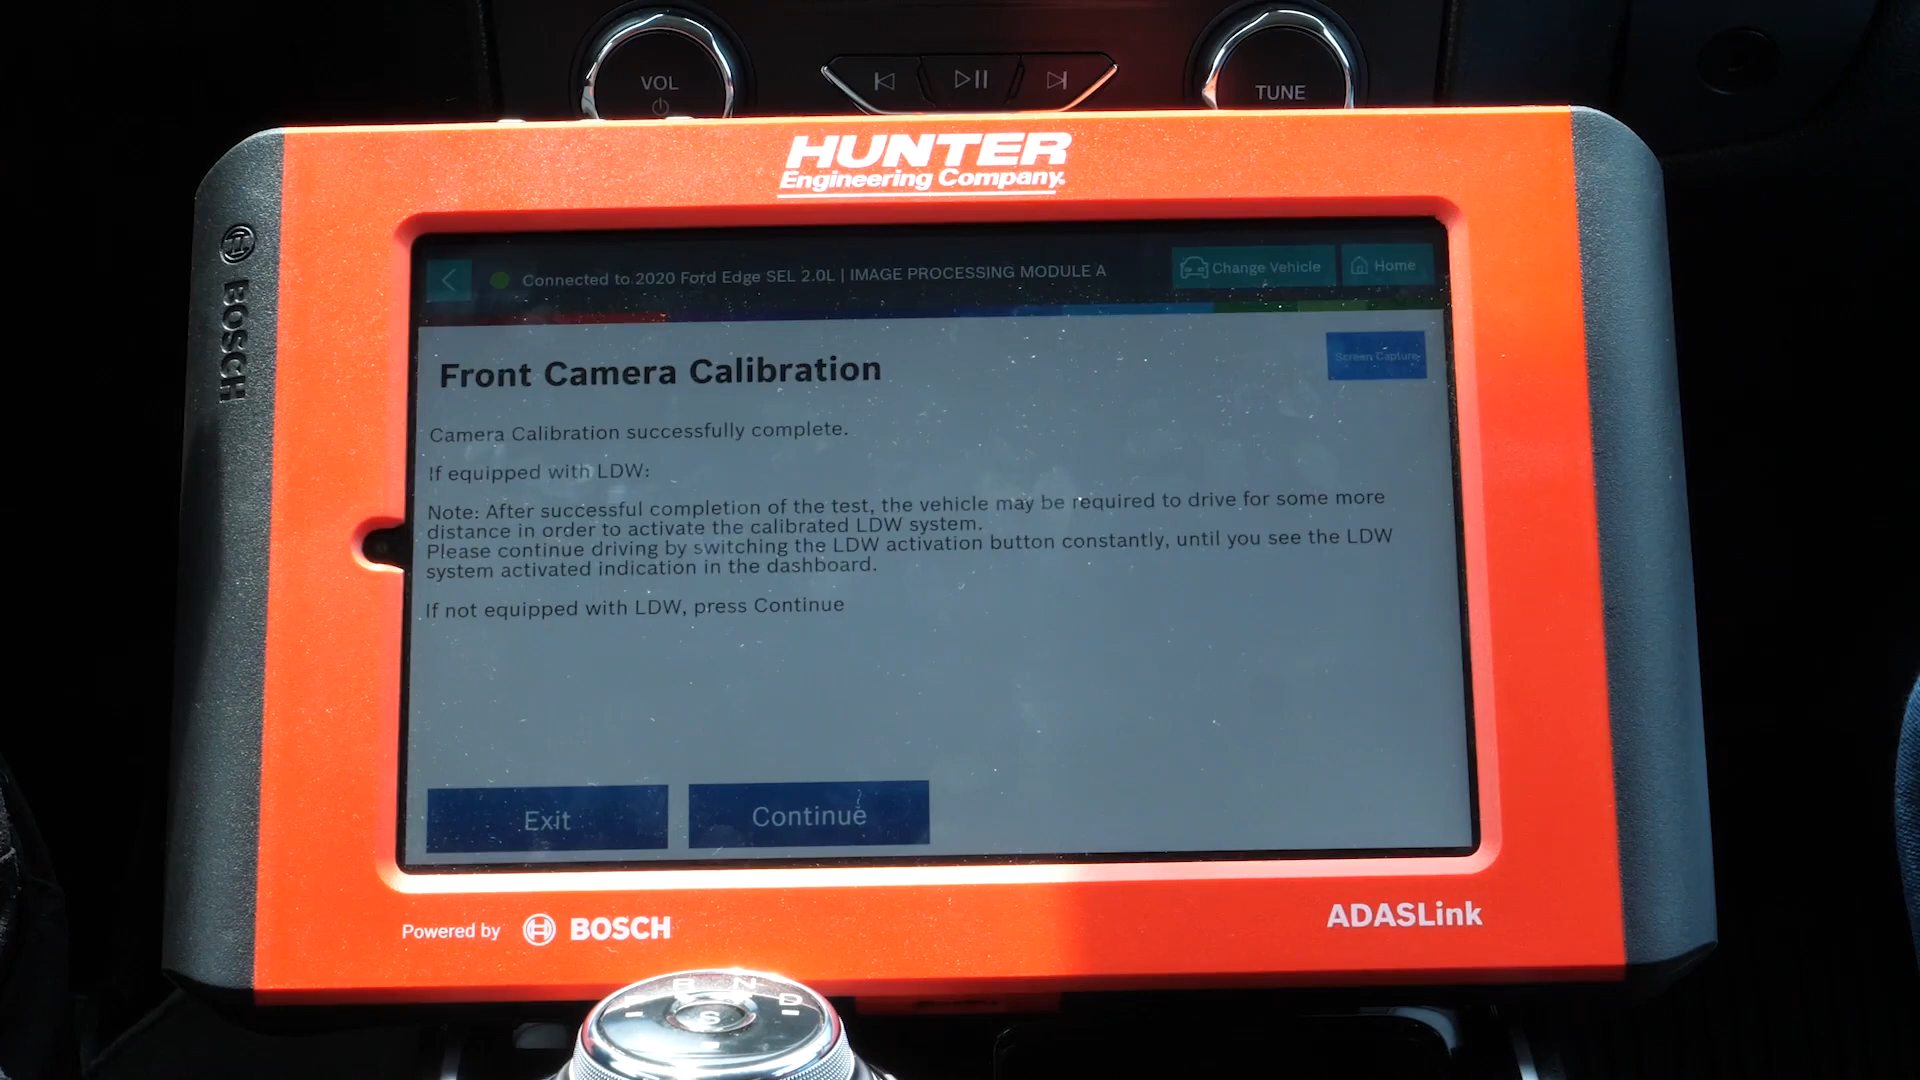 VOL
TUNE
HUNTER
Engineering Company.
BOSCH
Connected to 2020 Ford Edge SEL 2.0L | IMAGE PROCESSING MODULE A
Change Vehicle
Home
Front Camera Calibration
Screen Capture
Camera Calibration successfully complete.
If equipped with LDW:
Note: After successful completion of the test, the vehicle may be required to drive for some more
distance in order to activate the calibrated LDW system.
Please continue driving by switching the LDW activation button constantly, until you see the LDW
system activated indication in the dashboard.
If not equipped with LDW, press Continue
Exit
Continue
Powered by BOSCH
ADASLink
R N D
S